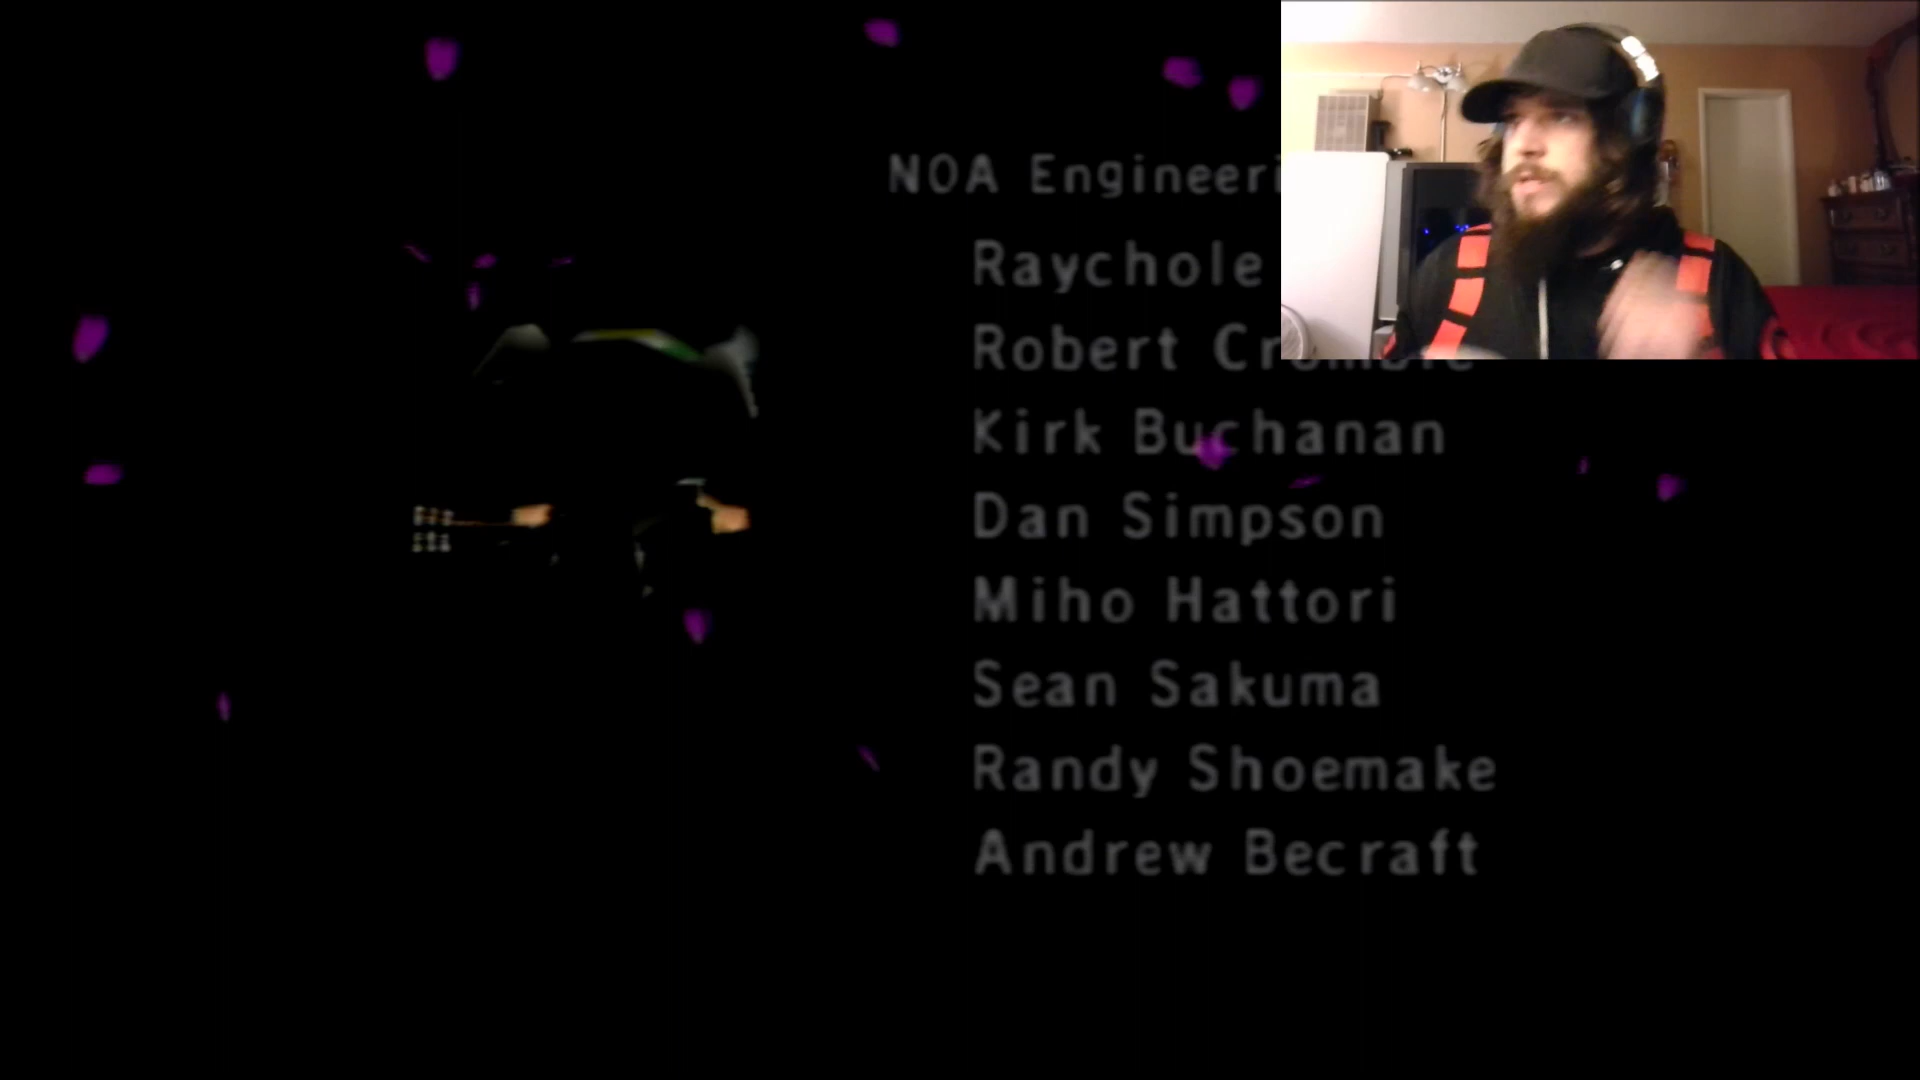 NOA Engineeri
Raychole
Robert Cr
Kirk Buchanan
Dan Simpson
Miho Hattori
Sean Sakuma
Randy Shoemake
Andrew Becraft